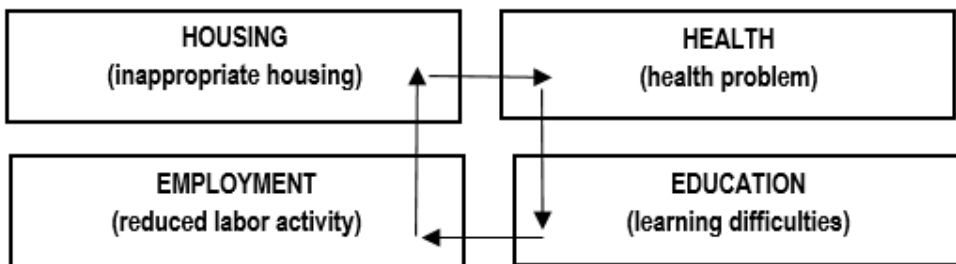 HOUSING
(inappropriate housing)
HEALTH
(health problem)
EMPLOYMENT
(reduced labor activity)
EDUCATION
(learning difficulties)